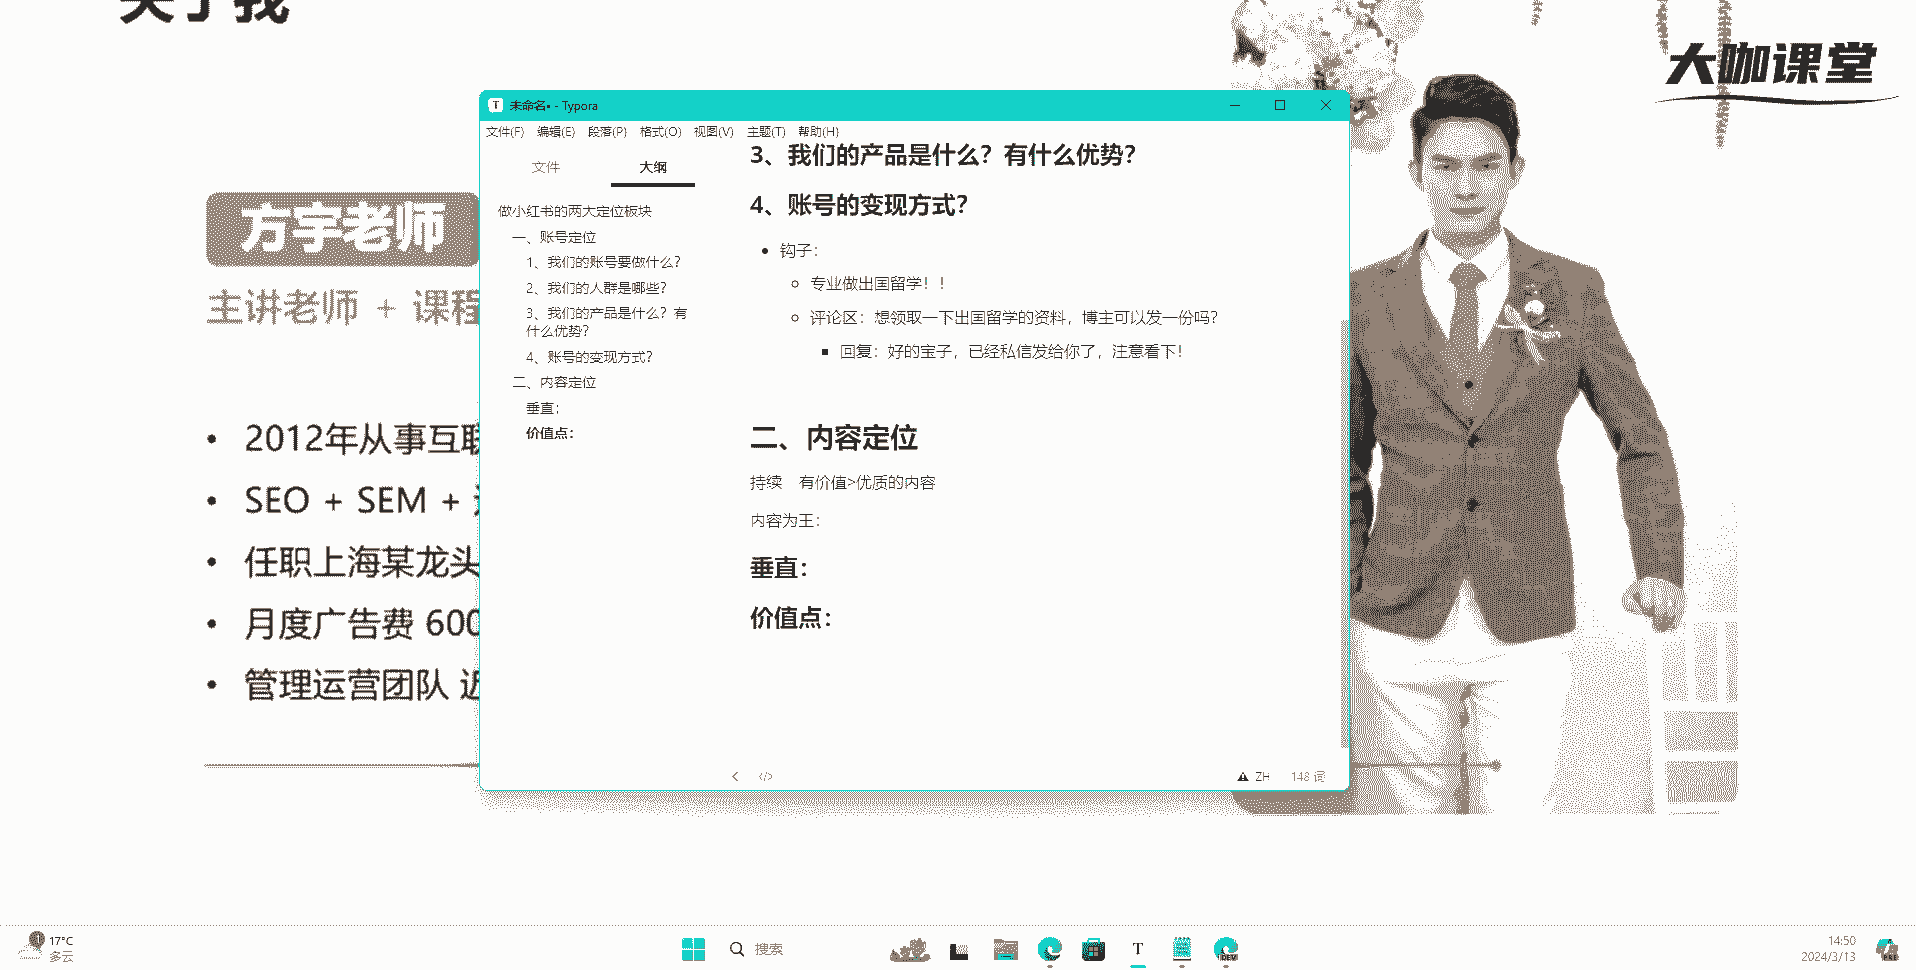 关于我
大咖课堂
方宇老师
主讲老师 + 课程
2012年从事互联
SEO + SEM +
任职上海某龙头
月度广告费 600
管理运营团队 近
未命名• - Typora
文件(F) 编辑(E) 段落(P) 格式(O) 视图(V) 主题(T) 帮助(H)
文件 大纲
做小红书的两大定位板块
一、账号定位
1、我们的账号要做什么?
2、我们的人群是哪些?
3、我们的产品是什么?有
什么优势?
4、账号的变现方式?
二、内容定位
垂直:
价值点:
3、我们的产品是什么?有什么优势?
4、账号的变现方式?
钩子:
专业做出国留学!!
评论区:想领取一下出国留学的资料,博主可以发一份吗?
回复:好的宝子,已经私信发给你了,注意看下!
二、内容定位
持续 有价值>优质的内容
内容为王:
垂直:
价值点:
</> ZH 148 词
1
17°C
多云
搜索
T
DEV
14:50
2024/3/13
PRE